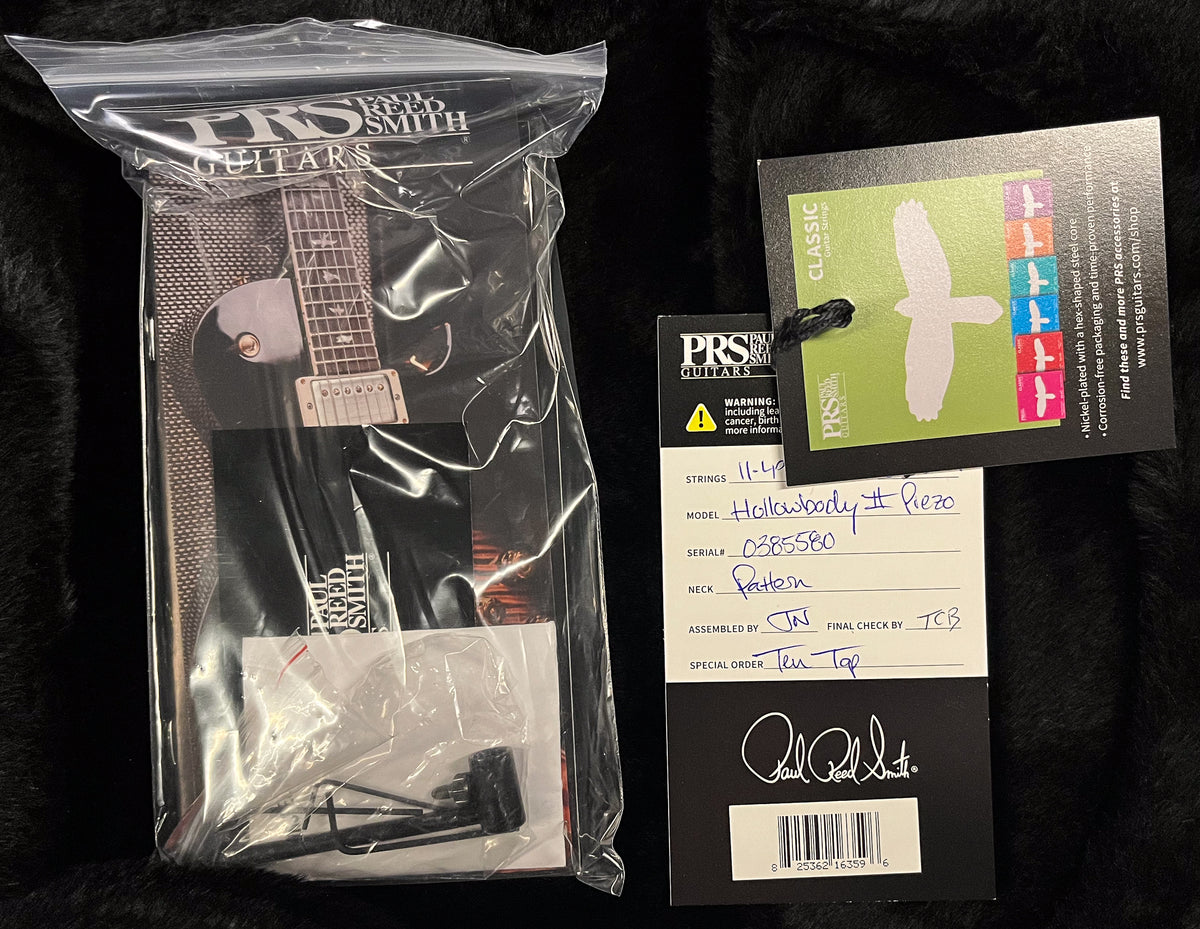 PRS PAUL REED SMITH
GUITARS
PAUL
REED
SMITH
CLASSIC
Guitar Strings
PRS PAUL REED SMITH
GUITARS
• Nickel-plated with a hex-shaped steel core
• Corrosion-free packaging and time-proven performance
Find these and more PRS accessories at
www.prsguitars.com/shop
PRS
GUITARS
WARNING:
including lea
cancer, birth
more informa
STRINGS 11-49
MODEL Hollowbody II Piezo
SERIAL# 0385580
NECK Pattern
ASSEMBLED BY JN FINAL CHECK BY TCB
SPECIAL ORDER Ten Top
Paul Reed Smith®
8 25362 16359 6